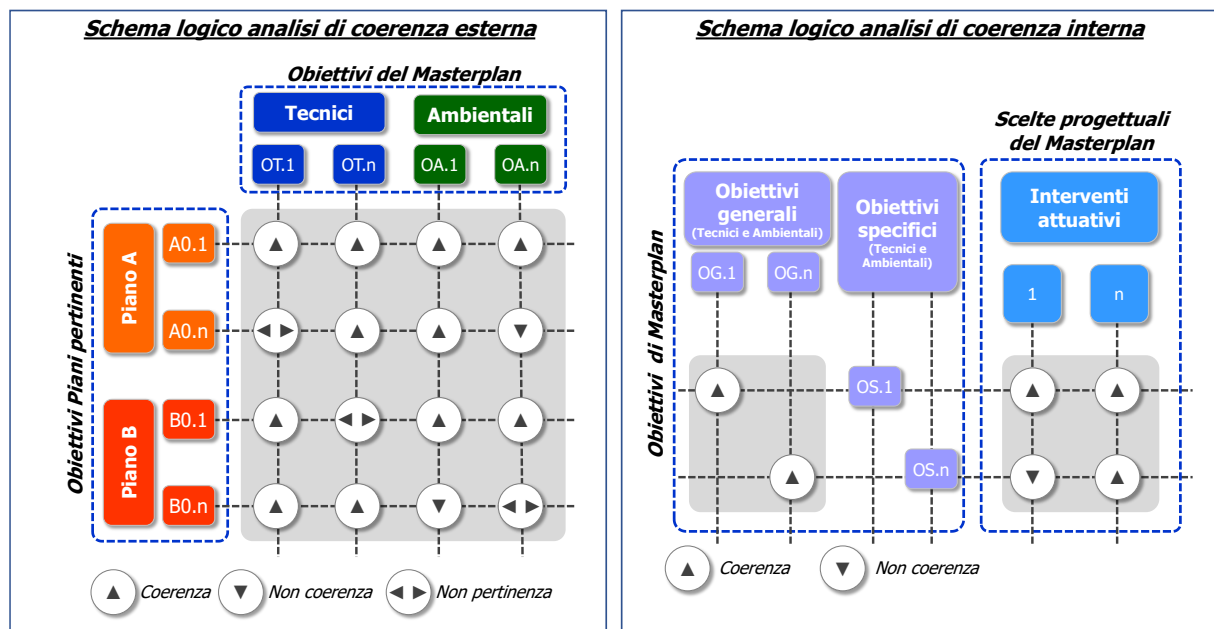 Schema logico analisi di coerenza esterna
Obiettivi del Masterplan
Tecnici
Ambientali
OT.1
OT.n
OA.1
OA.n
Obiettivi Piani pertinenti
Piano A
A0.1
A0.n
Piano B
B0.1
B0.n
Coerenza
Non coerenza
Non pertinenza
Schema logico analisi di coerenza interna
Scelte progettuali
del Masterplan
Obiettivi di Masterplan
Obiettivi
generali
(Tecnici e Ambientali)
Obiettivi
specifici
(Tecnici e
Ambientali)
Interventi
attuativi
OG.1
OG.n
1
n
OS.1
OS.n
Coerenza
Non coerenza